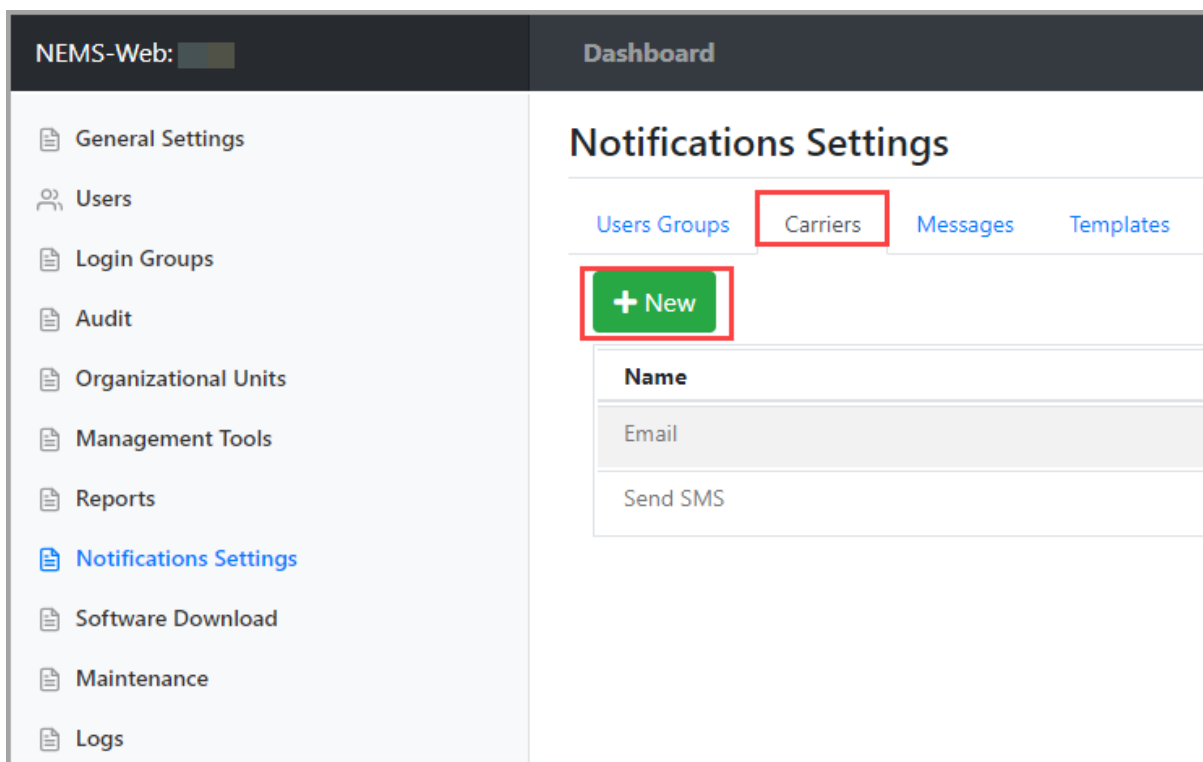 NEMS-Web:
Dashboard
General Settings
Users
Login Groups
Audit
Organizational Units
Management Tools
Reports
Notifications Settings
Software Download
Maintenance
Logs
Notifications Settings
Users Groups Carriers Messages Templates
+ New
Name
Email
Send SMS